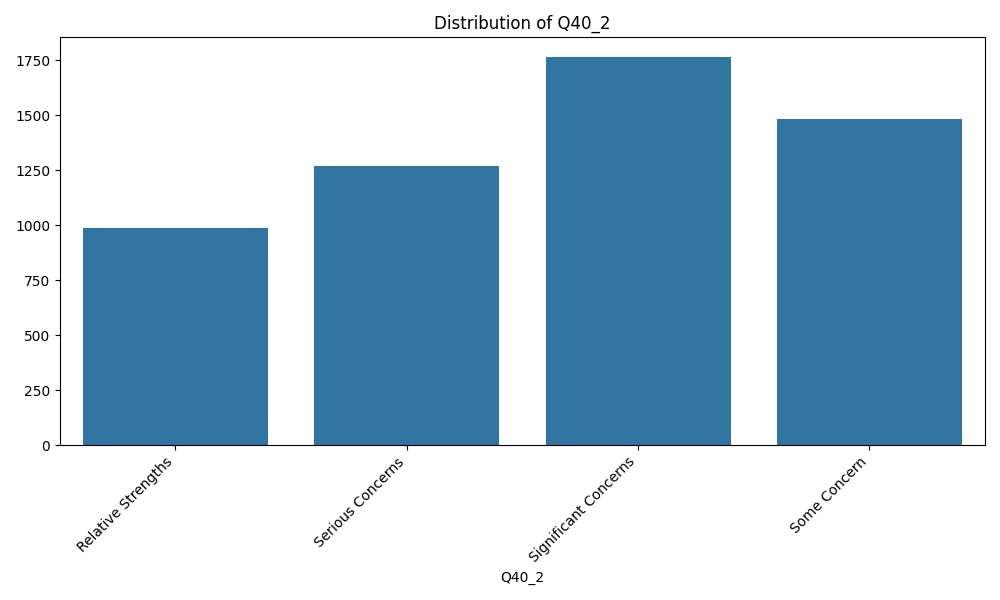 Distribution of Q40_2
1750
1500
1250
1000
750
500
250
0
Relative Strengths
Serious Concerns
Significant Concerns
Some Concern
Q40_2